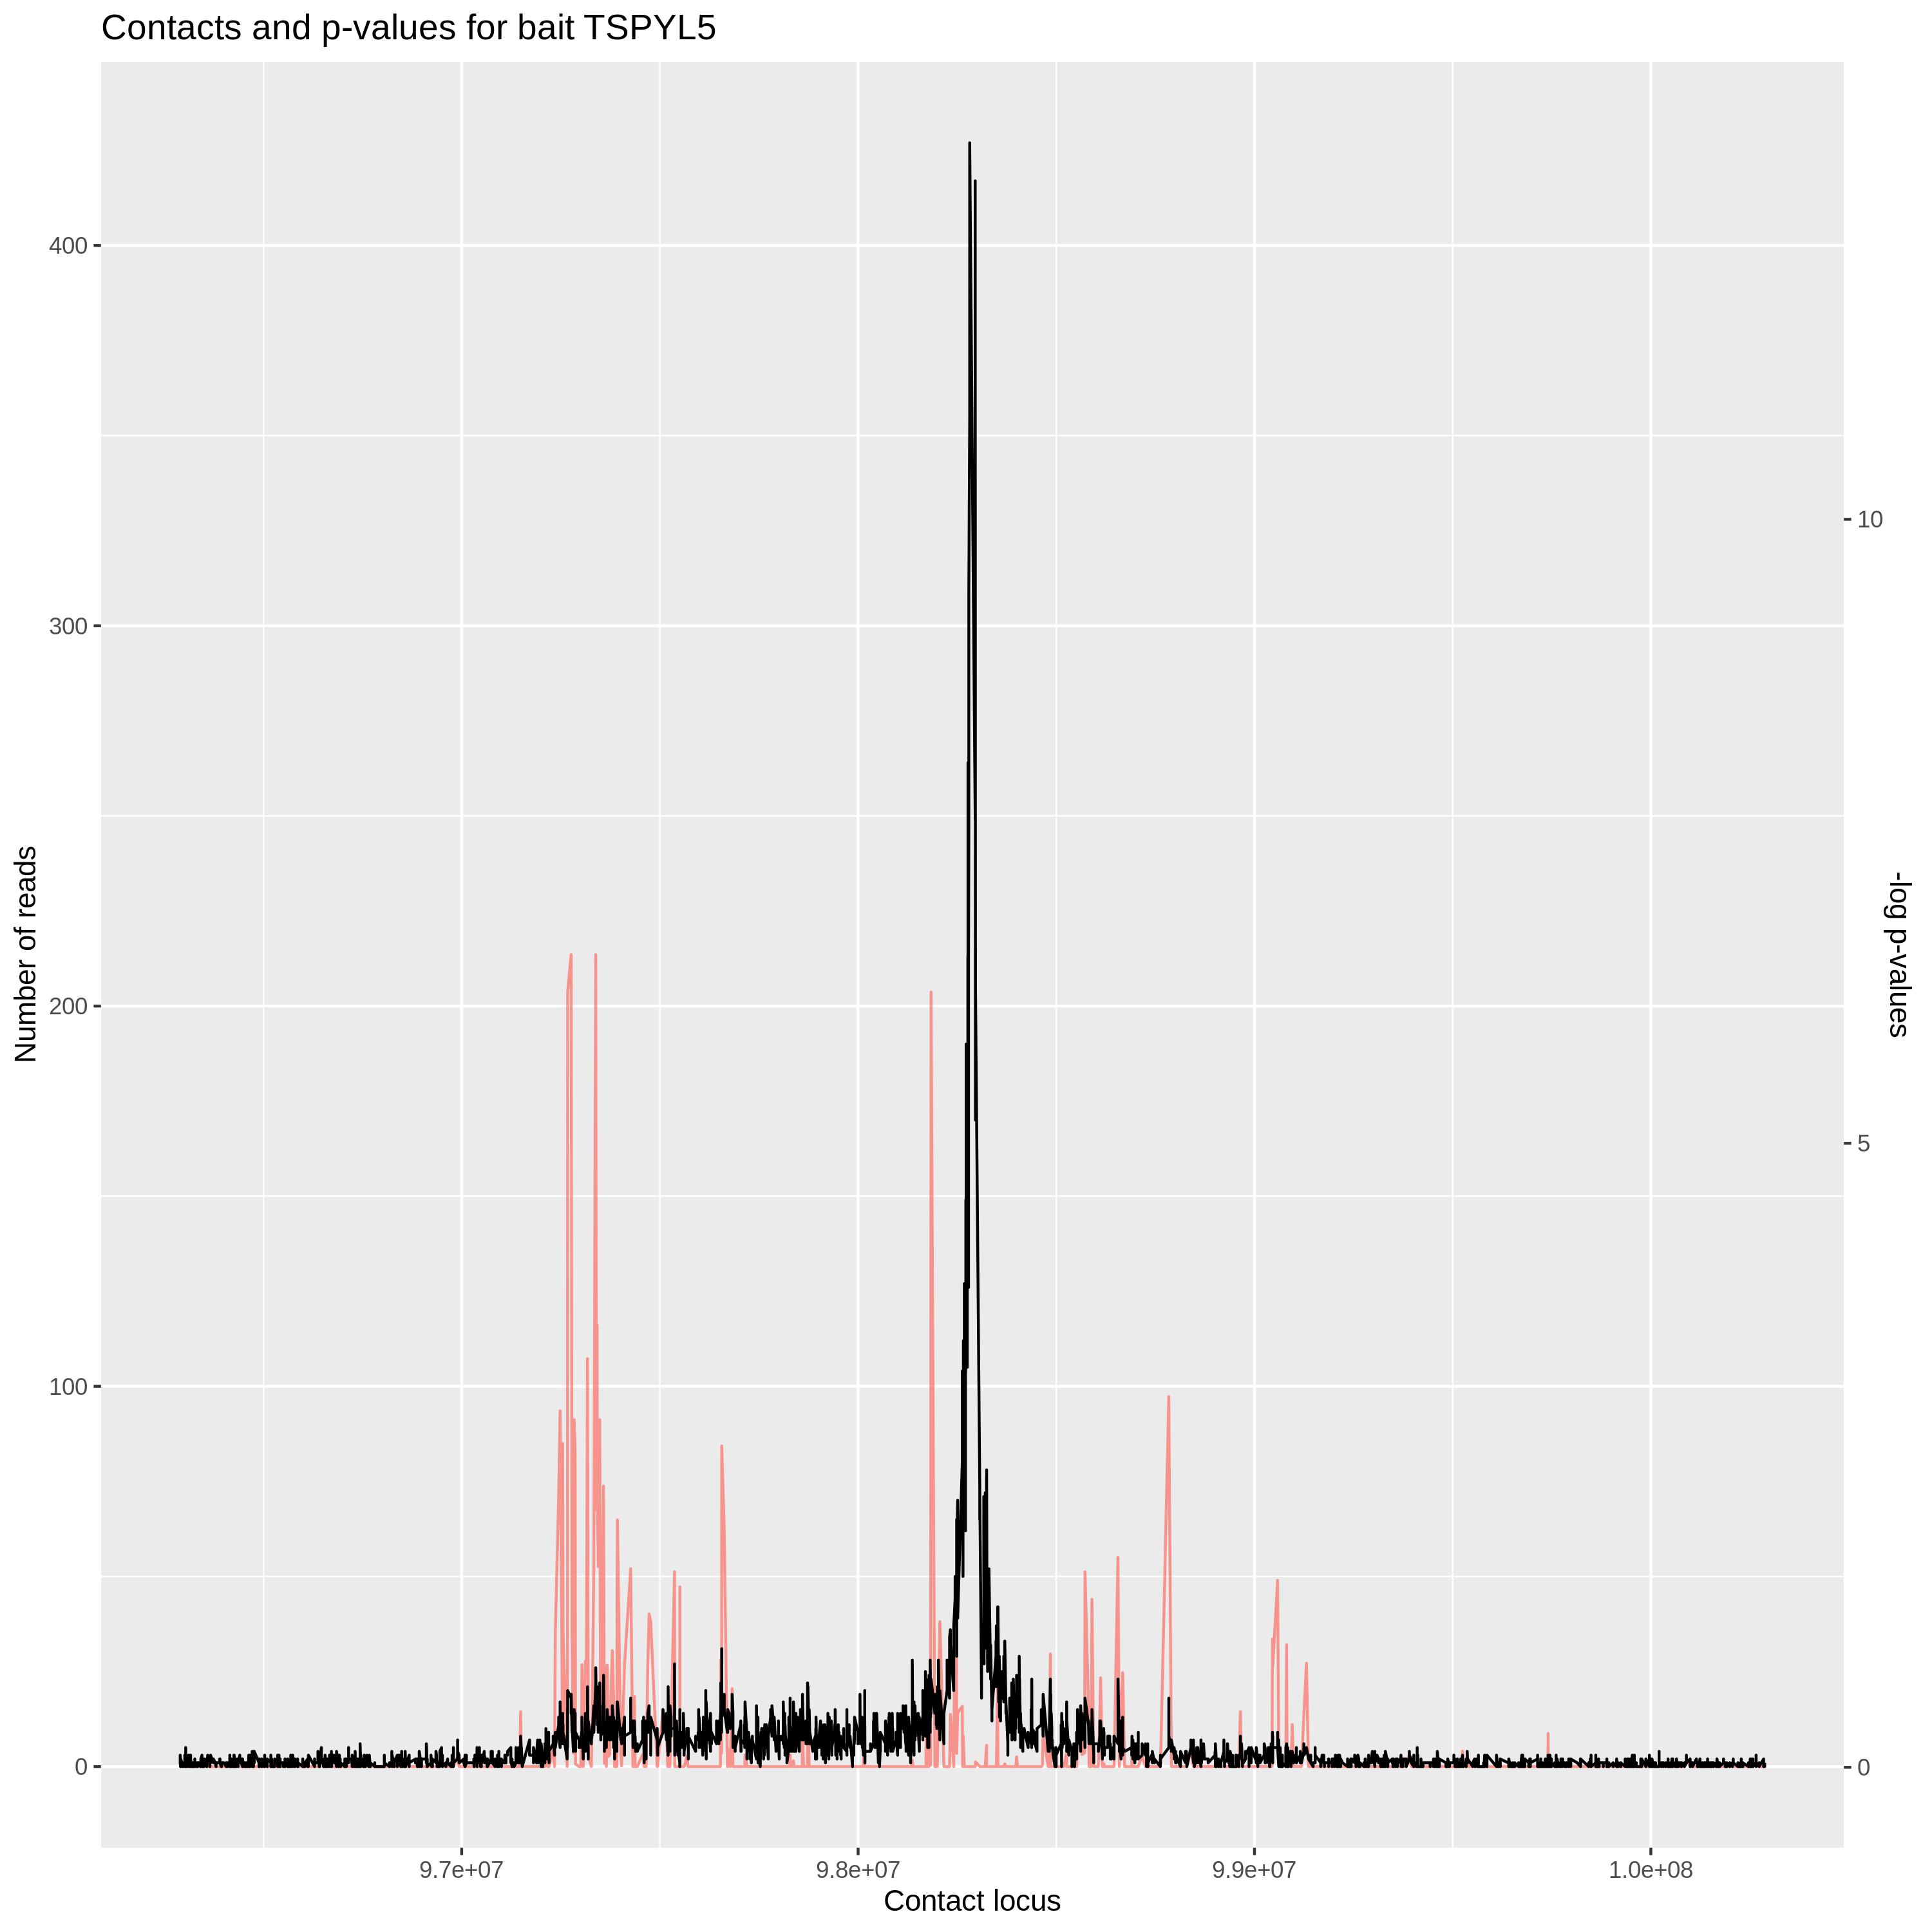 Contacts and p-values for bait TSPYL5
400
300
200
100
0
Number of reads
10
5
0
-log p-values
9.7e+07
9.8e+07
9.9e+07
1.0e+08
Contact locus